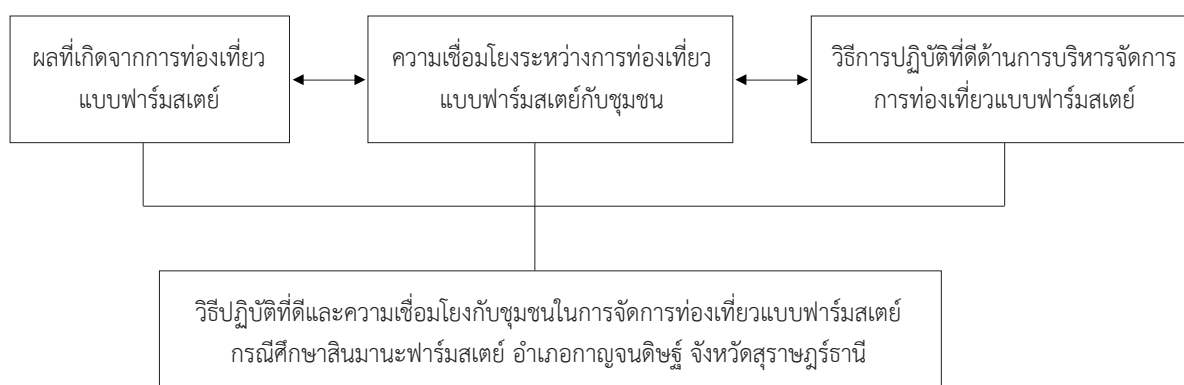 ผลที่เกิดจากการท่องเที่ยว
แบบฟาร์มสเตย์
ความเชื่อมโยงระหว่างการท่องเที่ยว
แบบฟาร์มสเตย์กับชุมชน
วิธีการปฏิบัติที่ดีด้านการบริหารจัดการ
การท่องเที่ยวแบบฟาร์มสเตย์
วิธีปฏิบัติที่ดีและความเชื่อมโยงกับชุมชนในการจัดการท่องเที่ยวแบบฟาร์มสเตย์
กรณีศึกษาสินมานะฟาร์มสเตย์ อำเภอกาญจนดิษฐ์ จังหวัดสุราษฎร์ธานี